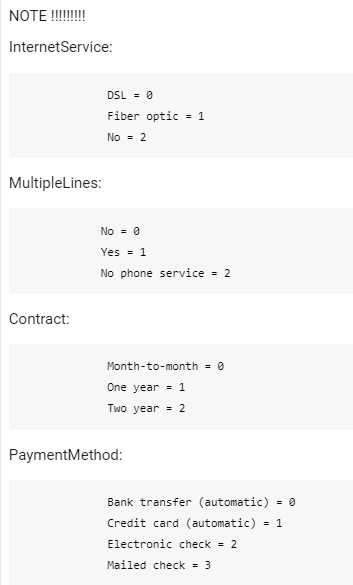 NOTE !!!!!!!!!
InternetService:
DSL = 0
Fiber optic = 1
No = 2
MultipleLines:
No = 0
Yes = 1
No phone service = 2
Contract:
Month-to-month = 0
One year = 1
Two year = 2
PaymentMethod:
Bank transfer (automatic) = 0
Credit card (automatic) = 1
Electronic check = 2
Mailed check = 3